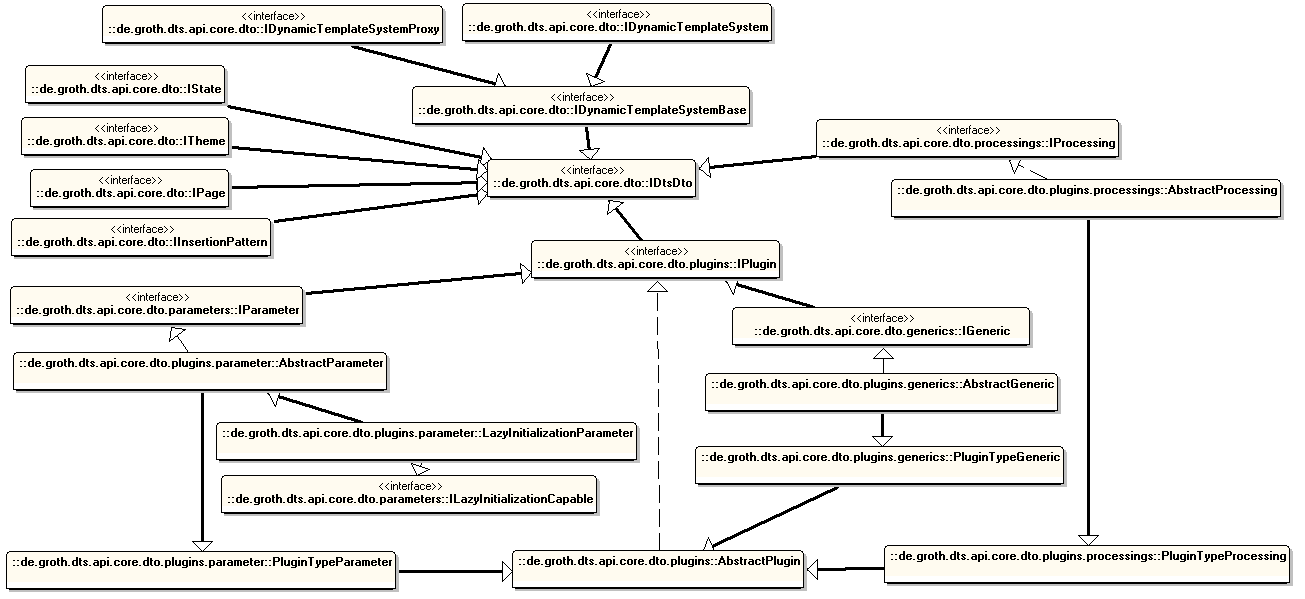 <<interface>>
::de.groth.dts.api.core.dto::IDynamicTemplateSystemProxy
<<interface>>
::de.groth.dts.api.core.dto::IDynamicTemplateSystem
<<interface>>
::de.groth.dts.api.core.dto::IState
<<interface>>
::de.groth.dts.api.core.dto::IDynamicTemplateSystemBase
<<interface>>
::de.groth.dts.api.core.dto::ITheme
<<interface>>
::de.groth.dts.api.core.dto.processings::IProcessing
<<interface>>
::de.groth.dts.api.core.dto::IDtsDto
<<interface>>
::de.groth.dts.api.core.dto::IPage
::de.groth.dts.api.core.dto.plugins.processings::AbstractProcessing
<<interface>>
::de.groth.dts.api.core.dto::IInsertionPattern
<<interface>>
::de.groth.dts.api.core.dto.plugins::IPlugin
<<interface>>
::de.groth.dts.api.core.dto.parameters::IParameter
<<interface>>
::de.groth.dts.api.core.dto.generics::IGeneric
::de.groth.dts.api.core.dto.plugins.parameter::AbstractParameter
::de.groth.dts.api.core.dto.plugins.generics::AbstractGeneric
::de.groth.dts.api.core.dto.plugins.parameter::LazyInitializationParameter
::de.groth.dts.api.core.dto.plugins.generics::PluginTypeGeneric
<<interface>>
::de.groth.dts.api.core.dto.parameters::ILazyInitializationCapable
::de.groth.dts.api.core.dto.plugins.parameter::PluginTypeParameter
::de.groth.dts.api.core.dto.plugins::AbstractPlugin
::de.groth.dts.api.core.dto.plugins.processings::PluginTypeProcessing